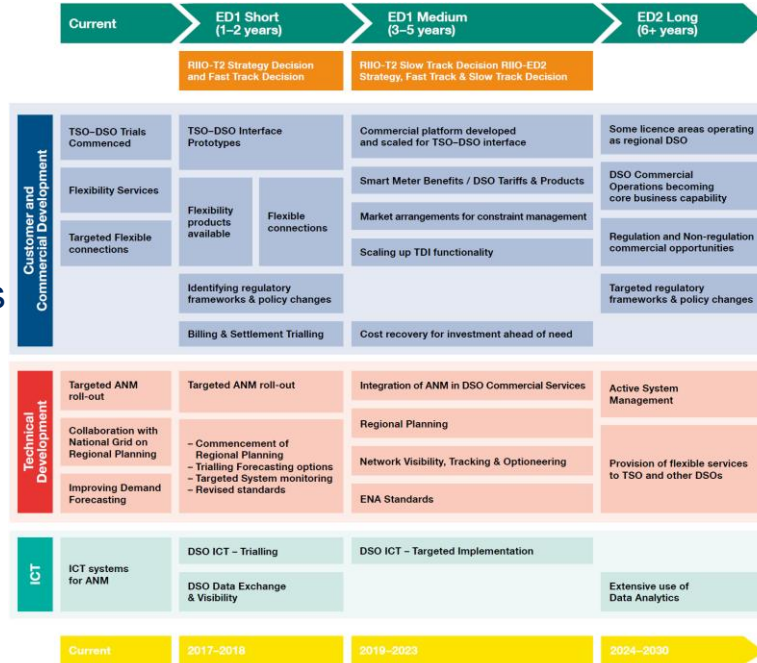 Current
ED1 Short
(1–2 years)
ED1 Medium
(3–5 years)
ED2 Long
(6+ years)
RIIO-T2 Strategy Decision
and Fast Track Decision
RIIO-T2 Slow Track Decision RIIO-ED2
Strategy, Fast Track & Slow Track Decision
s
Customer and
Commercial Development
TSO–DSO Trials
Commenced
Flexibility Services
Targeted Flexible
connections
TSO–DSO Interface
Prototypes
Flexibility
products
available
Flexible
connections
Identifying regulatory
frameworks & policy changes
Billing & Settlement Trialling
Commercial platform developed
and scaled for TSO–DSO interface
Smart Meter Benefits / DSO Tariffs & Products
Market arrangements for constraint management
Scaling up TDI functionality
Cost recovery for investment ahead of need
Some licence areas operating
as regional DSO
DSO Commercial
Operations becoming
core business capability
Regulation and Non-regulation
commercial opportunities
Targeted regulatory
frameworks & policy changes
Technical
Development
Targeted ANM
roll-out
Collaboration with
National Grid on
Regional Planning
Improving Demand
Forecasting
Targeted ANM roll-out
– Commencement of
Regional Planning
– Trialling Forecasting options
– Targeted System monitoring
– Revised standards
Integration of ANM in DSO Commercial Services
Regional Planning
Network Visibility, Tracking & Optioneering
ENA Standards
Active System
Management
Provision of flexible services
to TSO and other DSOs
ICT
ICT systems
for ANM
DSO ICT – Trialling
DSO Data Exchange
& Visibility
DSO ICT – Targeted Implementation
Extensive use of
Data Analytics
Current
2017–2018
2019–2023
2024–2030